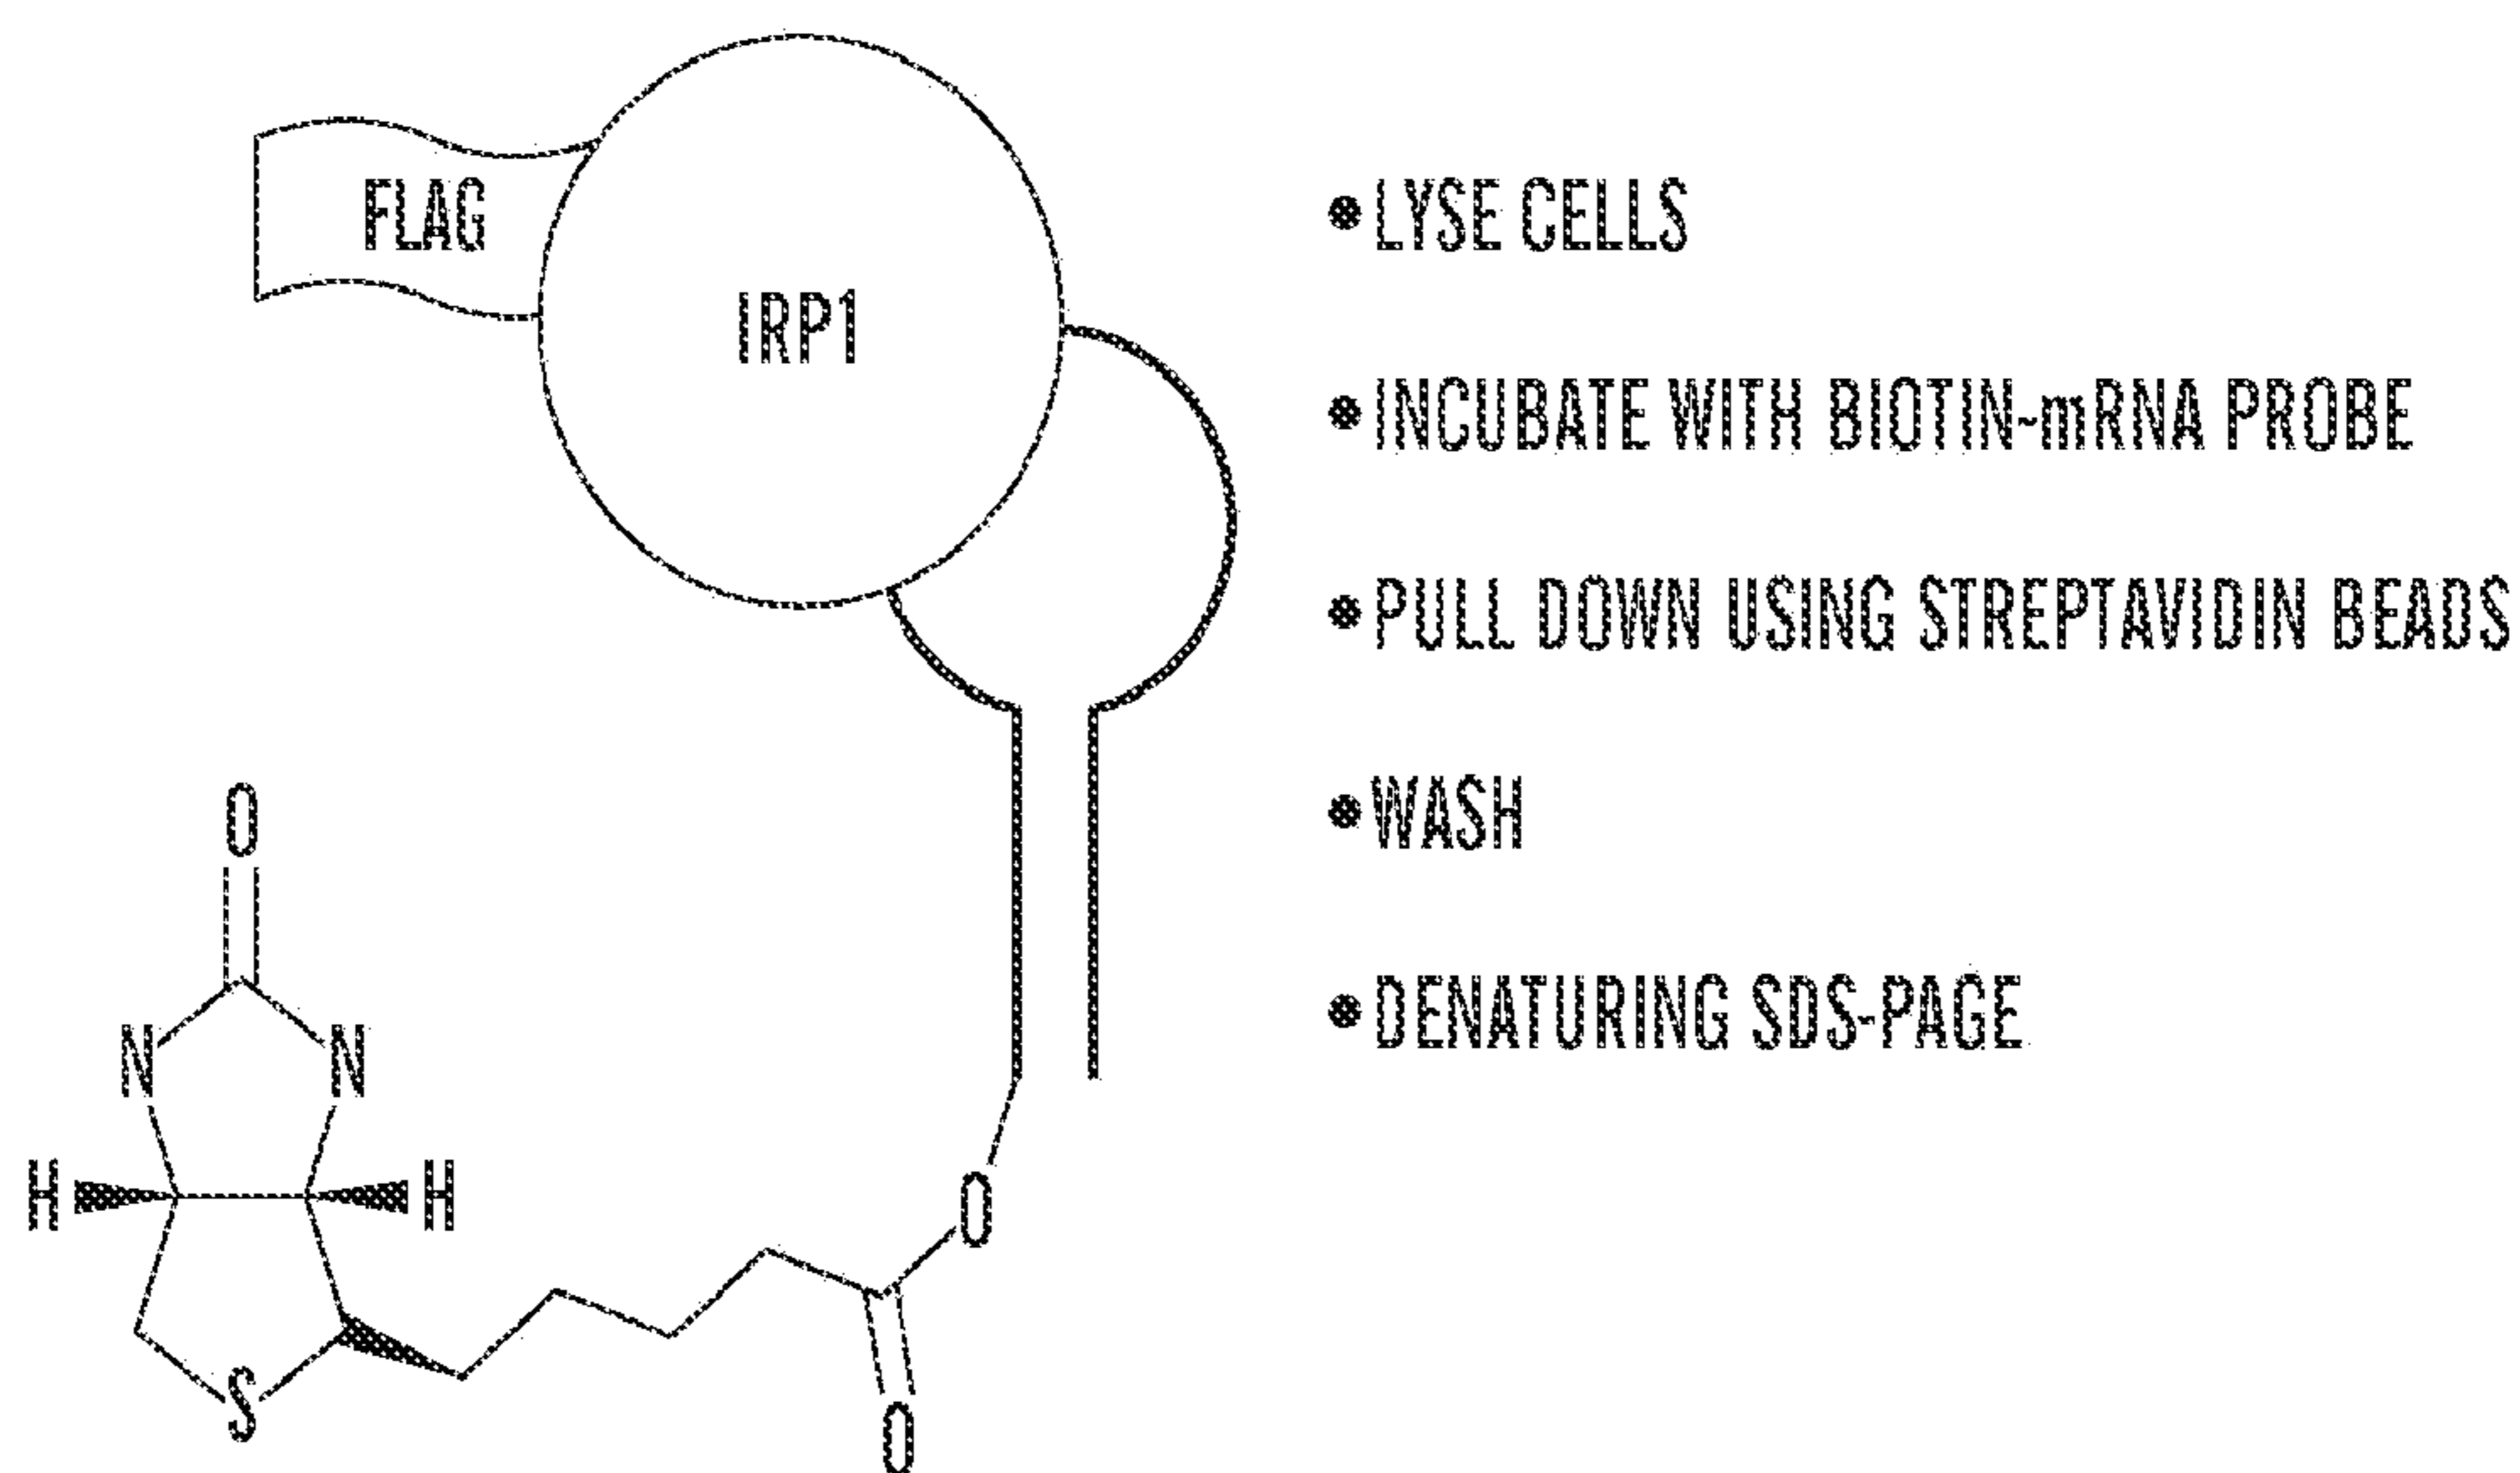 FLAG
IRP1
•LYSE CELLS
•INCUBATE WITH BIOTIN-mRNA PROBE
•PULL DOWN USING STREPTAVIDIN BEADS
•WASH
•DENATURING SDS-PAGE
O
N N
H H
O
S
O